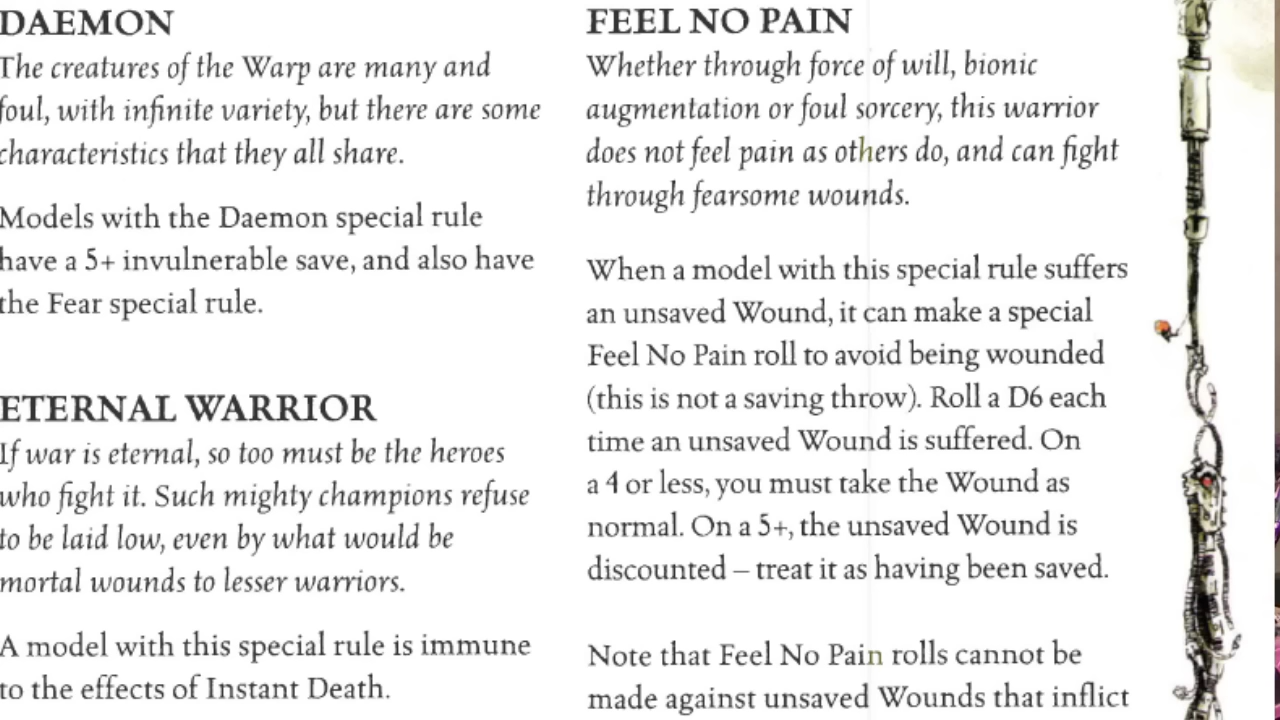 DAEMON
The creatures of the Warp are many and
foul, with infinite variety, but there are some
characteristics that they all share.
Models with the Daemon special rule
have a 5+ invulnerable save, and also have
the Fear special rule.
ETERNAL WARRIOR
If war is eternal, so too must be the heroes
who fight it. Such mighty champions refuse
to be laid low, even by what would be
mortal wounds to lesser warriors.
A model with this special rule is immune
to the effects of Instant Death.
FEEL NO PAIN
Whether through force of will, bionic
augmentation or foul sorcery, this warrior
does not feel pain as others do, and can fight
through fearsome wounds.
When a model with this special rule suffers
an unsaved Wound, it can make a special
Feel No Pain roll to avoid being wounded
(this is not a saving throw). Roll a D6 each
time an unsaved Wound is suffered. On
a 4 or less, you must take the Wound as
normal. On a 5+, the unsaved Wound is
discounted – treat it as having been saved.
Note that Feel No Pain rolls cannot be
made against unsaved Wounds that inflict